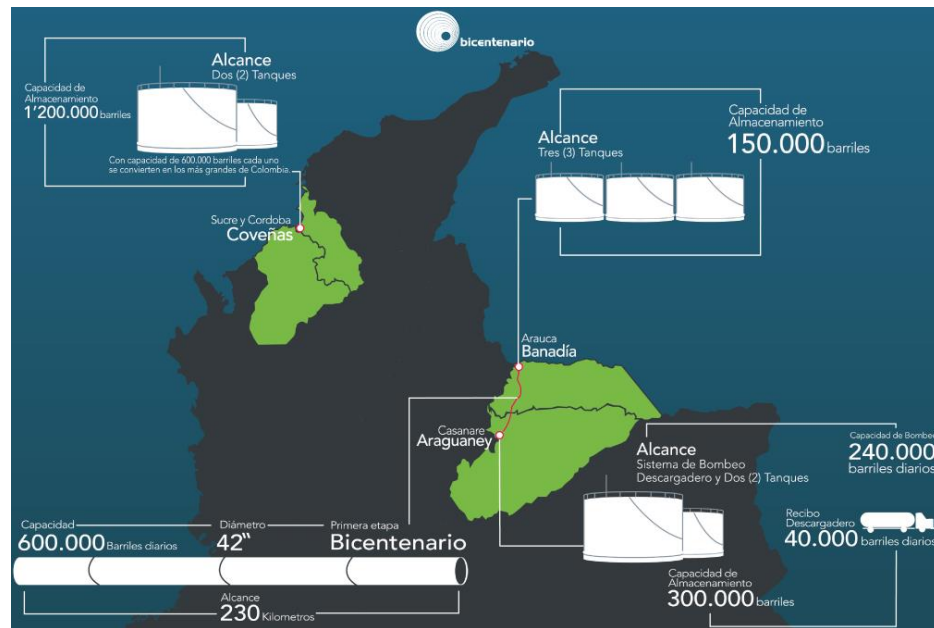 bicentenario
Alcance
Dos (2) Tanques
Capacidad de
Almacenamiento
1'200.000 barriles
Con capacidad de 600.000 barriles cada uno
se convierten en los más grandes de Colombia.
Sucre y Cordoba
Coveñas
Alcance
Tres (3) Tanques
Capacidad de
Almacenamiento
150.000 barriles
Arauca
Banadía
Casanare
Araguaney
Alcance
Sistema de Bombeo
Descargadero y Dos (2) Tanques
Capacidad de Bombeo
240.000
barriles diarios
Recibo
Descargadero
40.000 barriles diarios
Capacidad de
Almacenamiento
300.000 barriles
Capacidad
600.000 Barriles diarios
Diámetro
42"
Primera etapa
Bicentenario
Alcance
230 Kilometros